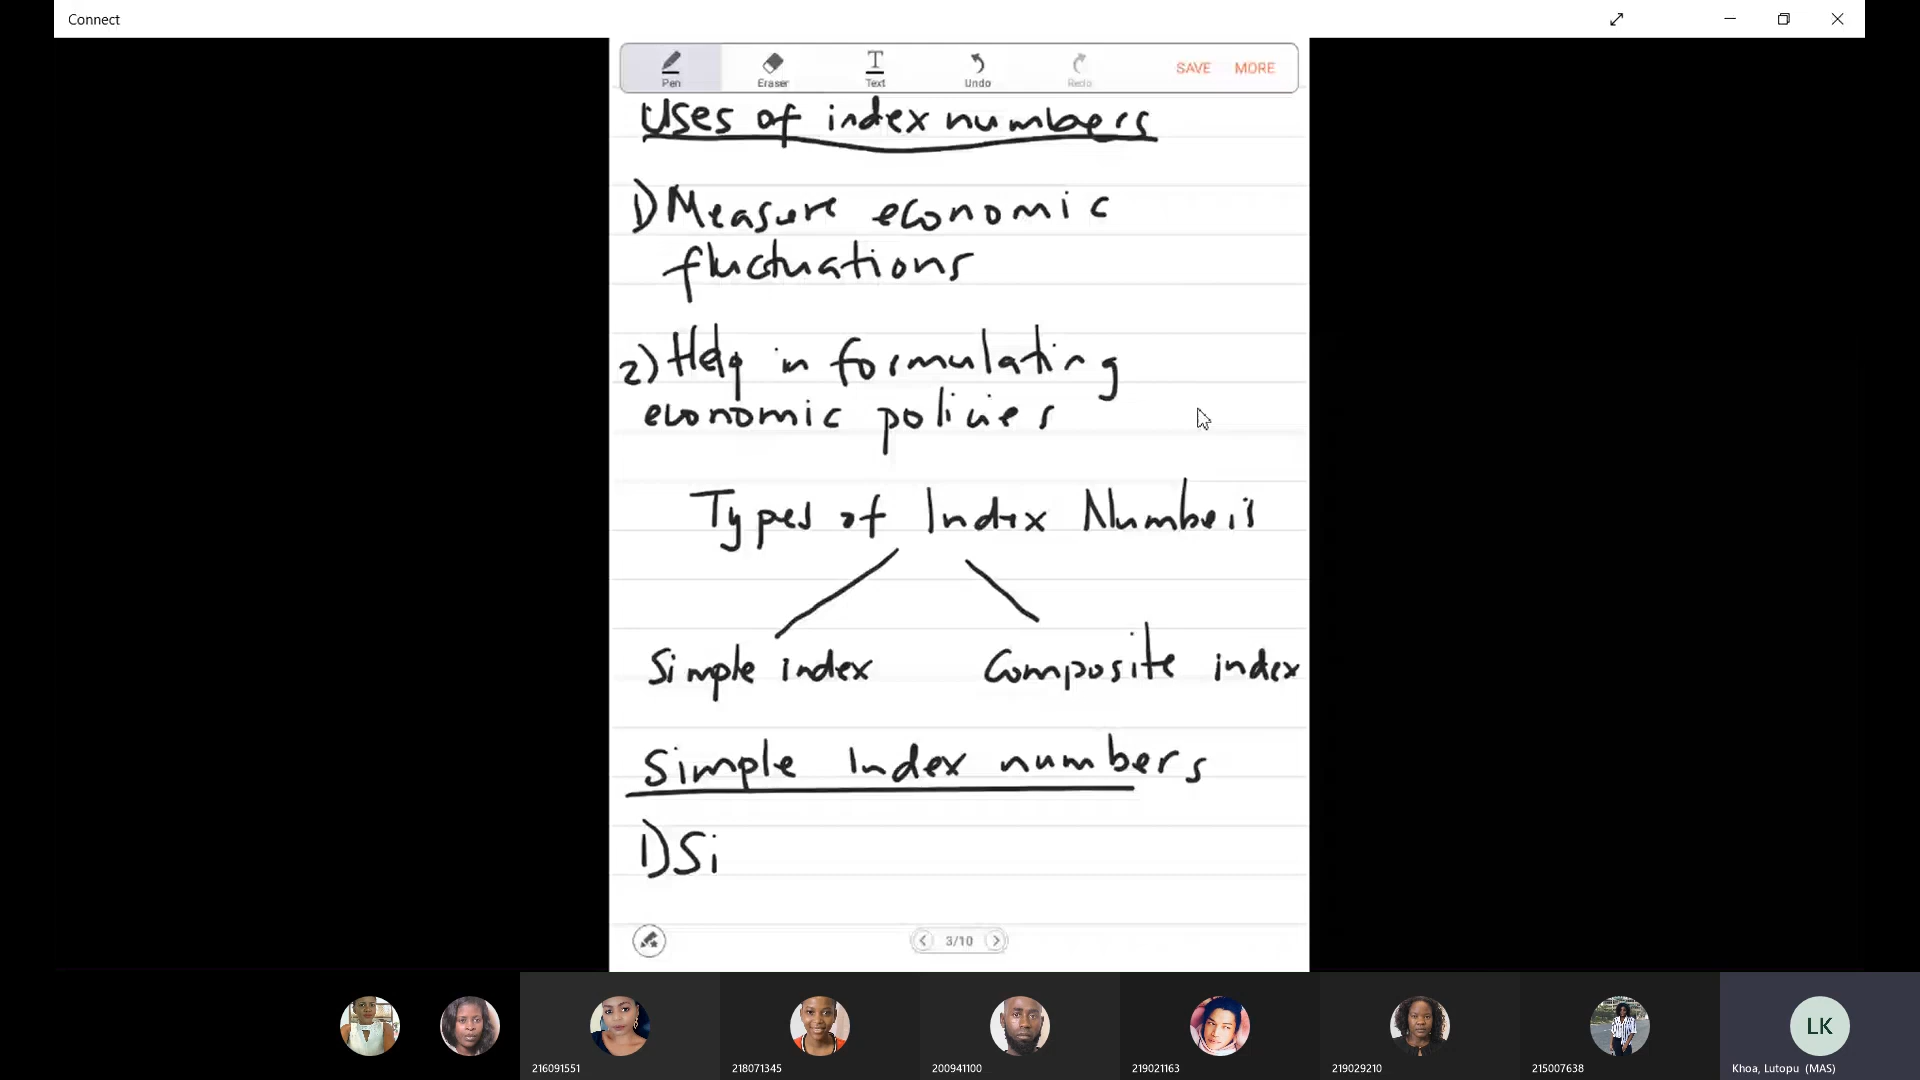 Connect
Pen
Eraser
Text
Undo
Redo
SAVE
MORE
Uses of index numbers
1) Measure economic
fluctuations
2) Help in formulating
economic policies
Types of Index Numbers
Simple index
Composite index
Simple Index numbers
1) Si
3/10
216091551
218071345
200941100
219021163
219029210
215007638
LK
Khoa, Lutopu (MAS)